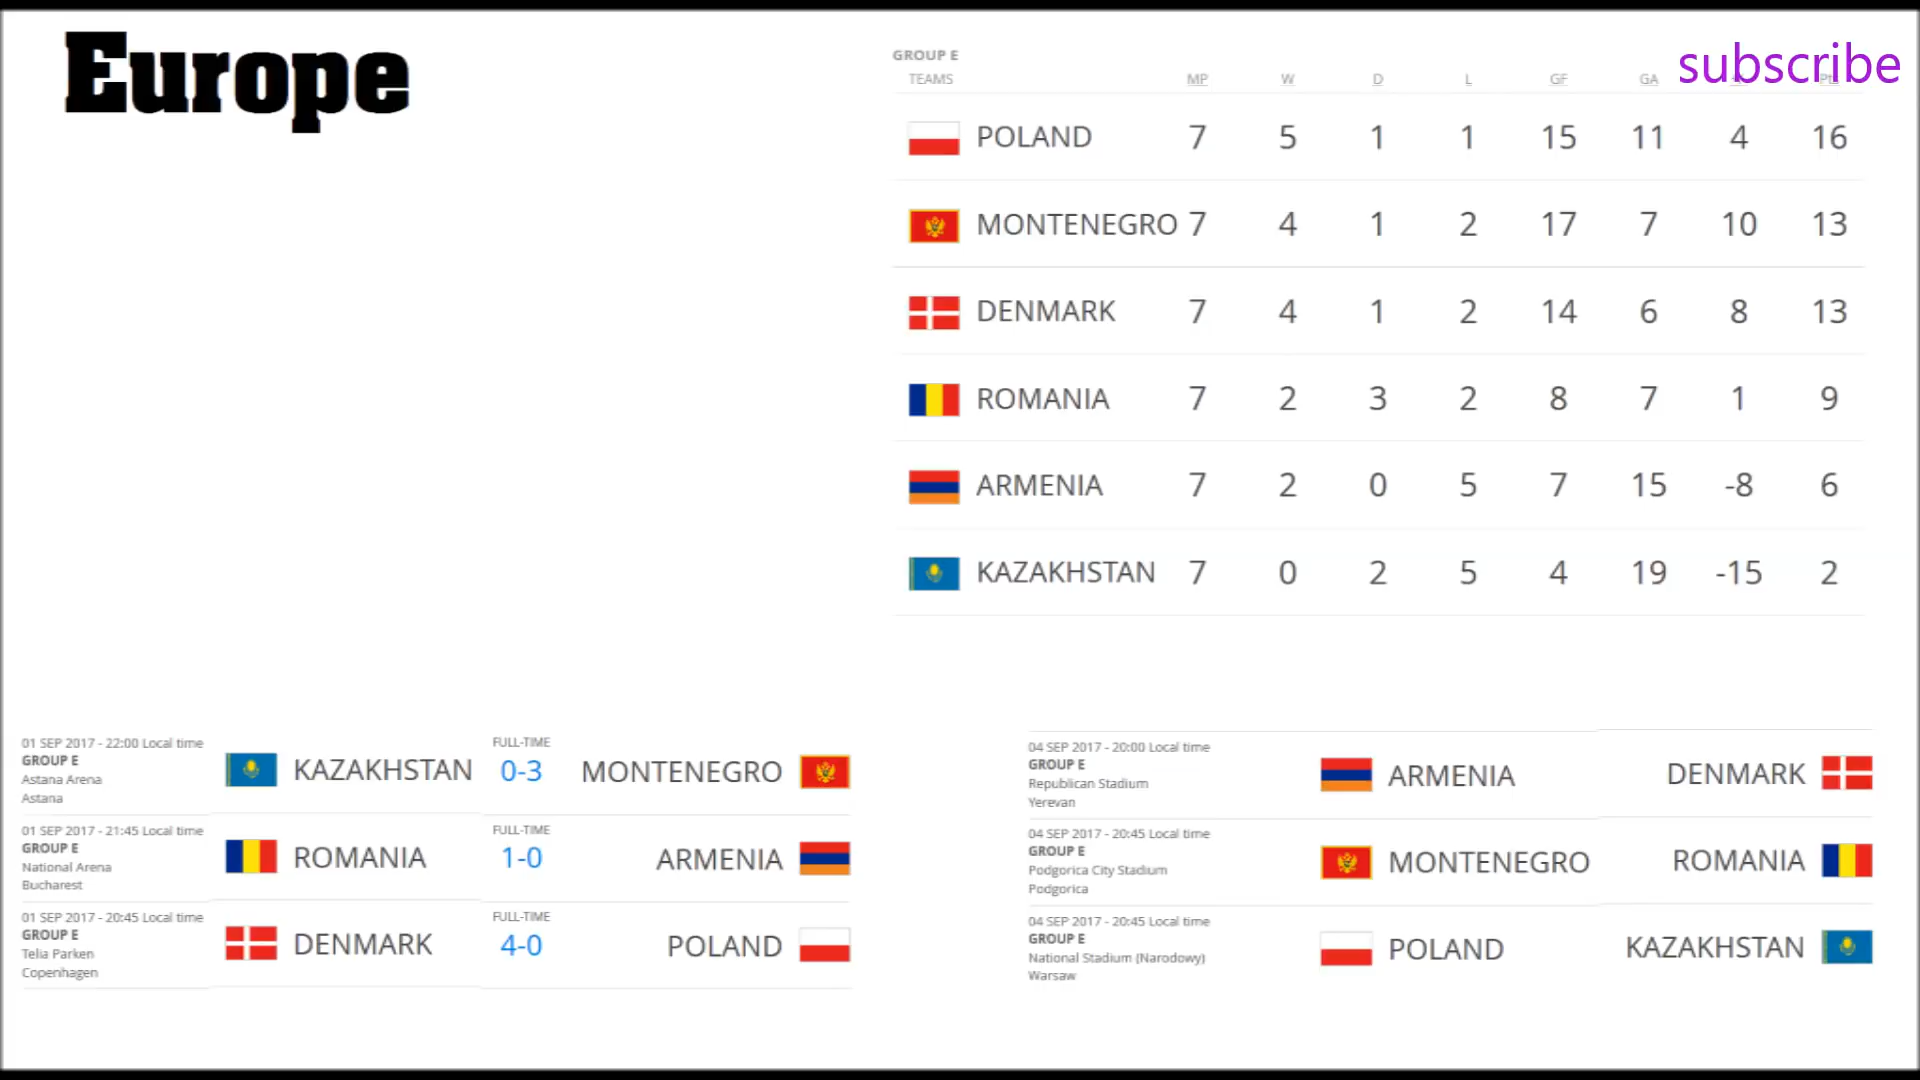 Europe
subscribe
GROUP E
TEAMS MP W D L GF GA
POLAND 7 5 1 1 15 11 4 16
MONTENEGRO 7 4 1 2 17 7 10 13
DENMARK 7 4 1 2 14 6 8 13
ROMANIA 7 2 3 2 8 7 1 9
ARMENIA 7 2 0 5 7 15 -8 6
KAZAKHSTAN 7 0 2 5 4 19 -15 2
01 SEP 2017 - 22:00 Local time
GROUP E
Astana Arena
Astana
KAZAKHSTAN
FULL-TIME
0-3
MONTENEGRO
01 SEP 2017 - 21:45 Local time
GROUP E
National Arena
Bucharest
ROMANIA
FULL-TIME
1-0
ARMENIA
01 SEP 2017 - 20:45 Local time
GROUP E
Telia Parken
Copenhagen
DENMARK
FULL-TIME
4-0
POLAND
04 SEP 2017 - 20:00 Local time
GROUP E
Republican Stadium
Yerevan
ARMENIA
DENMARK
04 SEP 2017 - 20:45 Local time
GROUP E
Podgorica City Stadium
Podgorica
MONTENEGRO
ROMANIA
04 SEP 2017 - 20:45 Local time
GROUP E
National Stadium (Narodowy)
Warsaw
POLAND
KAZAKHSTAN